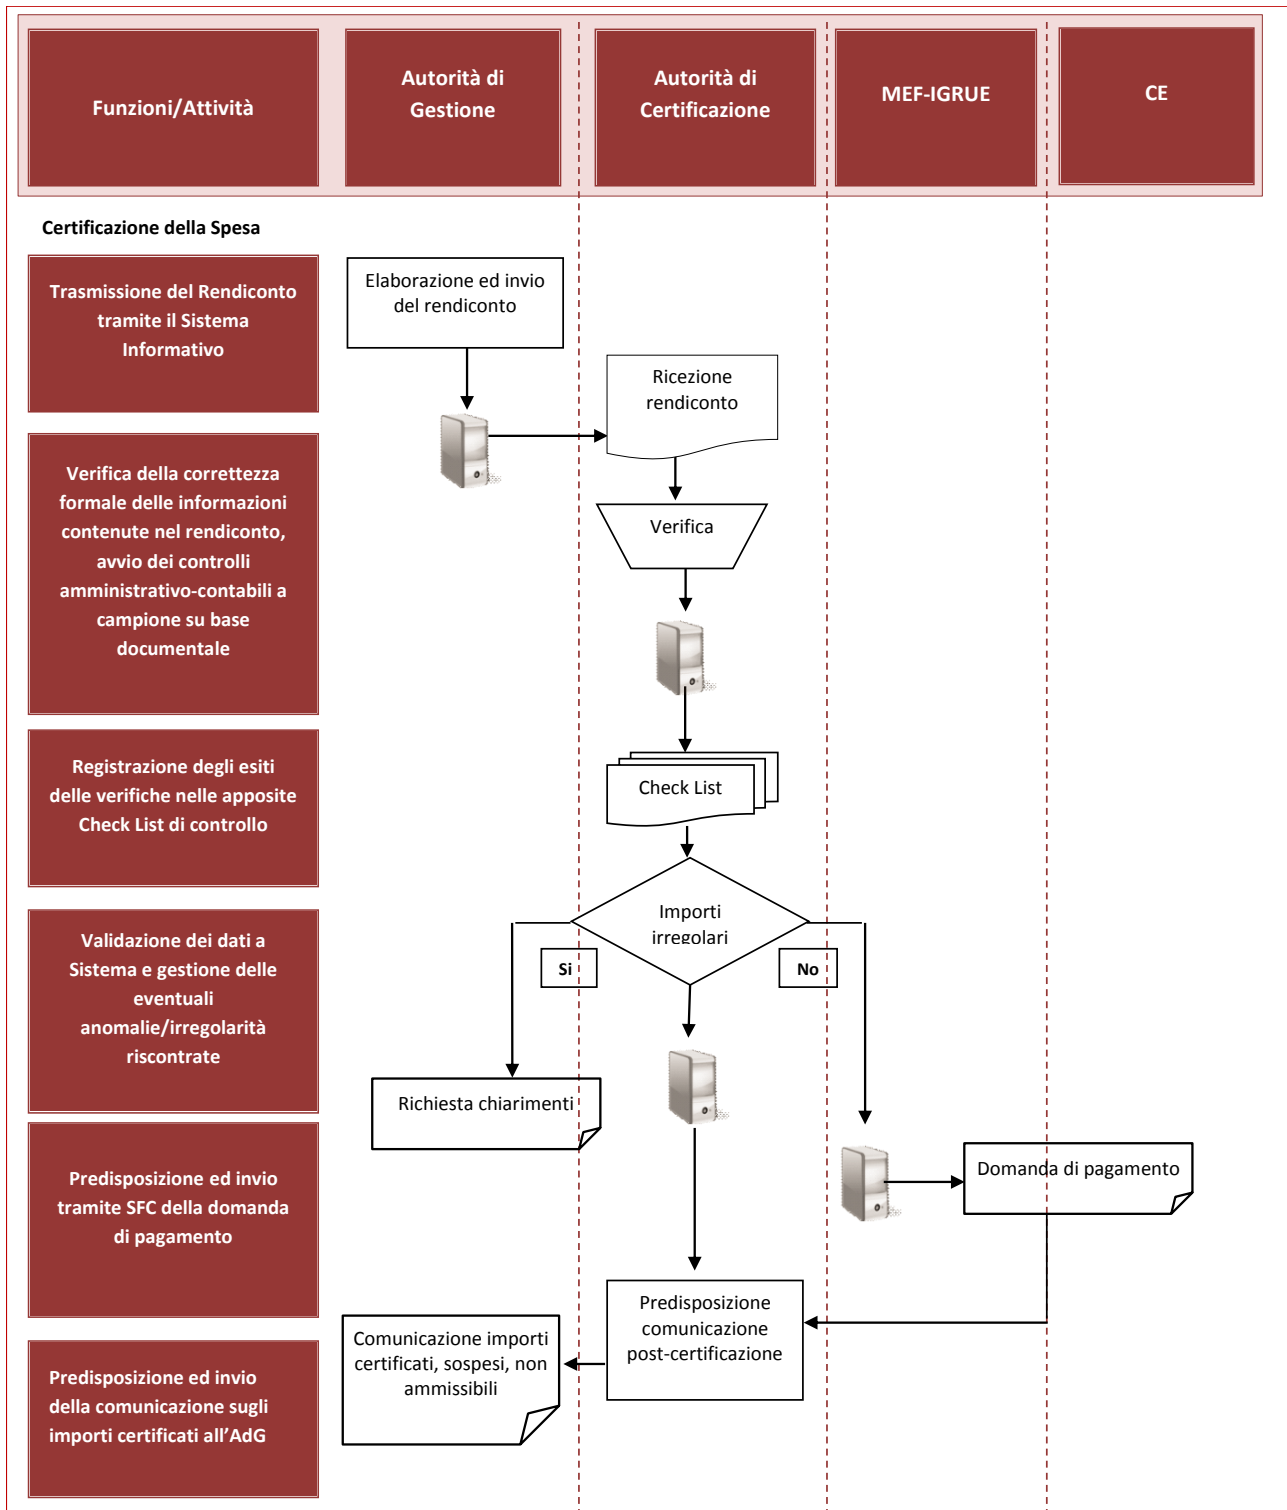 Funzioni/Attività
Autorità di
Gestione
Autorità di
Certificazione
MEF-IGRUE
CE
Certificazione della Spesa
Trasmissione del Rendiconto
tramite il Sistema
Informativo
Elaborazione ed invio
del rendiconto
Ricezione
rendiconto
Verifica della correttezza
formale delle informazioni
contenute nel rendiconto,
avvio dei controlli
amministrativo-contabili a
campione su base
documentale
Verifica
Registrazione degli esiti
delle verifiche nelle apposite
Check List di controllo
Check List
Validazione dei dati a
Sistema e gestione delle
eventuali
anomalie/irregolarità
riscontrate
Importi
irregolari
Si
No
Richiesta chiarimenti
Predisposizione ed invio
tramite SFC della domanda
di pagamento
Domanda di pagamento
Predisposizione
comunicazione
post-certificazione
Comunicazione importi
certificati, sospesi, non
ammissibili
Predisposizione ed invio
della comunicazione sugli
importi certificati all’AdG